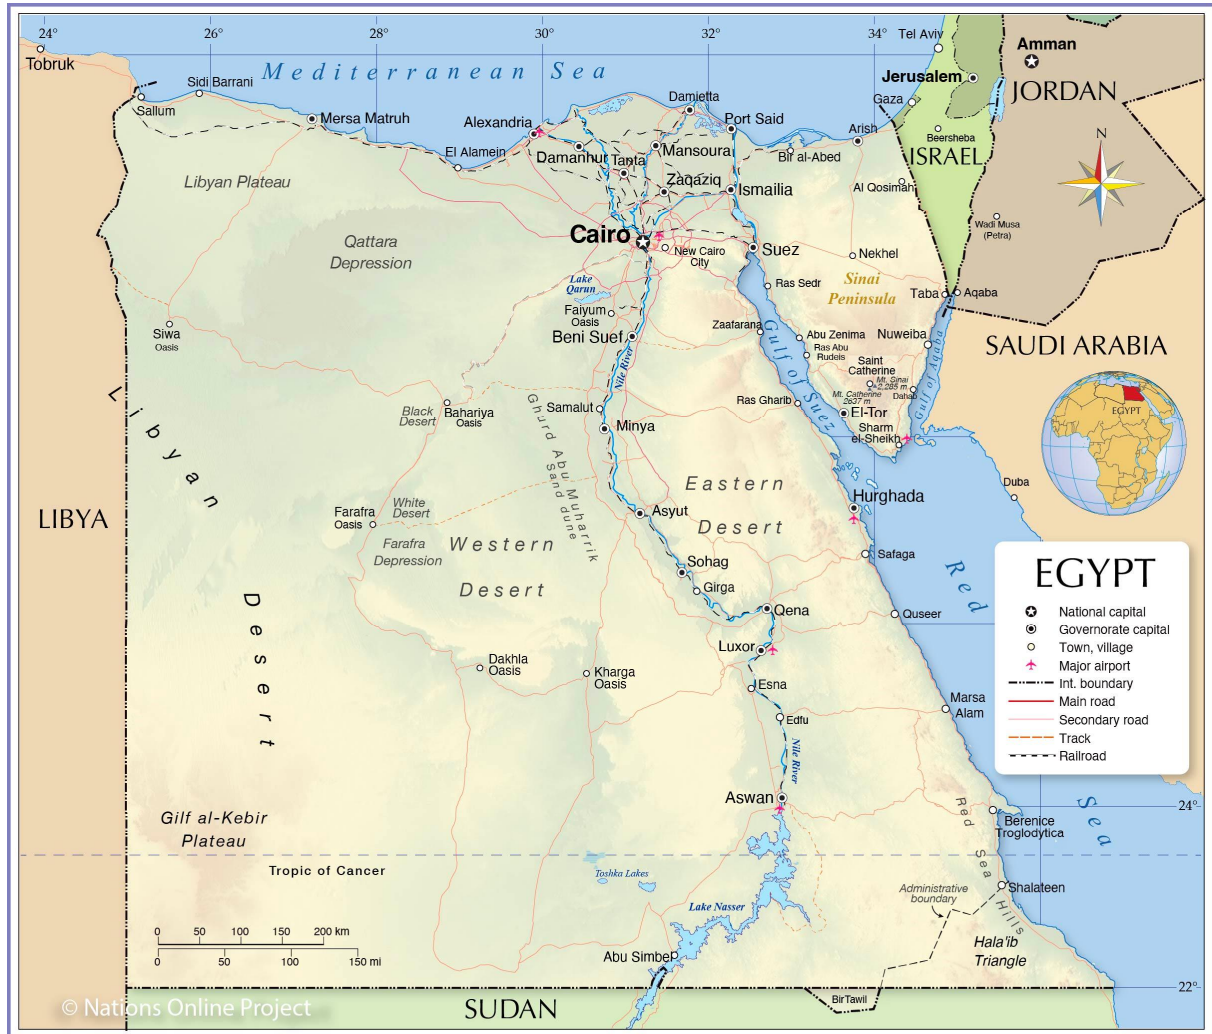 24°
26°
28°
30°
32°
34°
Tel Aviv
Amman
Tobruk
Mediterranean Sea
Jerusalem
JORDAN
Sidi Barrani
Sallum
Mersa Matruh
Alexandria
Damietta
Port Said
Gaza
Arish
Beersheba
N
El Alamein
Damanhur
Tanta
Mansoura
Bir al-Abed
ISRAEL
Libyan Plateau
Zaqaziq
Ismailia
Al Qosimah
Wadi Musa
(Petra)
Qattara
Depression
Cairo
New Cairo
City
Suez
Nekhel
Lake
Qarun
Ras Sedr
Sinai
Peninsula
Taba
Aqaba
Faiyum
Oasis
Siwa
Oasis
Beni Suef
Zaafarana
Abu Zenima
Nuweiba
Ras Abu
Rudeis
SAUDI ARABIA
Nile River
Gulf of Suez
Gulf of Aqaba
Saint
Catherine
Mt. Sinai
2,285 m
Mt. Catherine
2637 m
Dahab
Libyan
Desert
Black
Desert
Bahariya
Oasis
Samalut
Minya
Ras Gharib
El-Tor
Sharm
el-Sheikh
EGYPT
Ghurd Abu Muharrik
Sand dune
Eastern
Desert
Hurghada
Duba
LIBYA
Farafra
Oasis
White
Desert
Asyut
Farafra
Depression
Western
Desert
Sohag
Girga
Safaga
Red
Sea
Qena
Quseer
Luxor
Dakhla
Oasis
Kharga
Oasis
Esna
Edfu
Marsa
Alam
Nile River
Aswan
EGYPT
National capital
Governorate capital
Town, village
Major airport
Int. boundary
Main road
Secondary road
Track
Railroad
24°
Gilf al-Kebir
Plateau
Red Sea Hills
Berenice
Troglodytica
Tropic of Cancer
Toshka Lakes
Shalateen
Administrative
boundary
Lake Nasser
0 50 100 150 200 km
0 50 100 150 mi
Abu Simbel
Hala'ib
Triangle
22°
BirTawil
SUDAN
© Nations Online Project